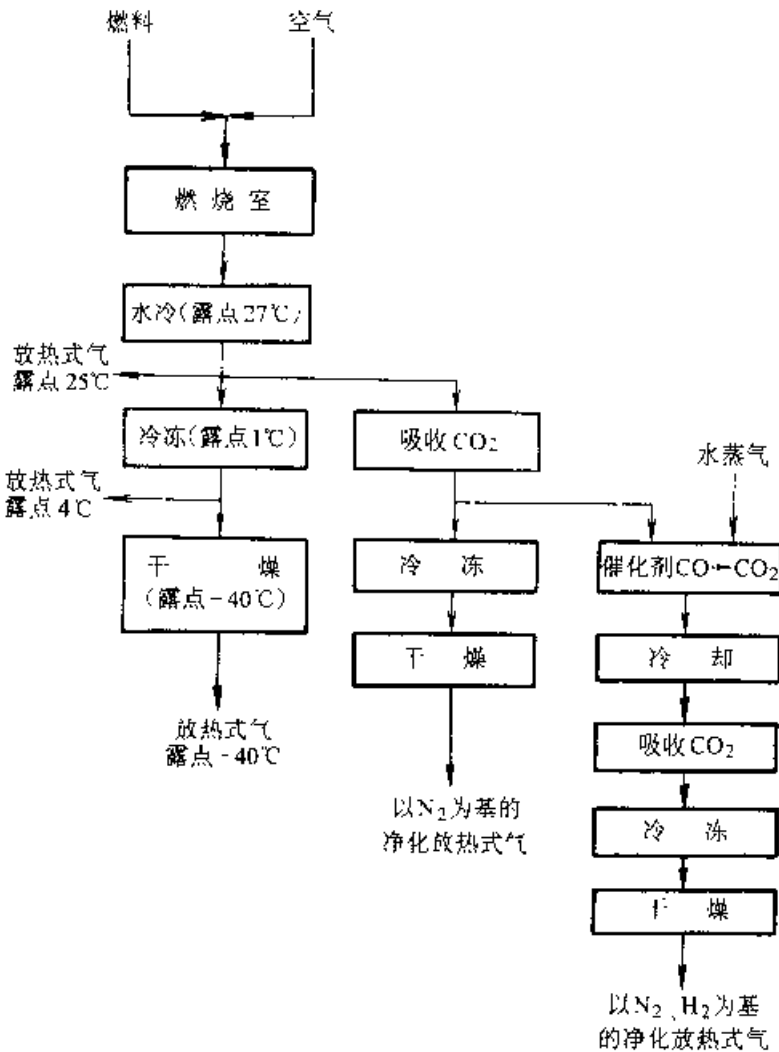 燃料
空气
燃烧室
水冷(露点27℃)
放热式气
露点25℃
冷冻(露点1℃)
吸收CO₂
水蒸气
放热式气
露点4℃
干燥
(露点-40℃)
冷冻
催化剂CO←CO₂
干燥
冷却
放热式气
露点-40℃
吸收CO₂
以N₂为基的
净化放热式气
冷冻
干燥
以N₂、H₂为基
的净化放热式气